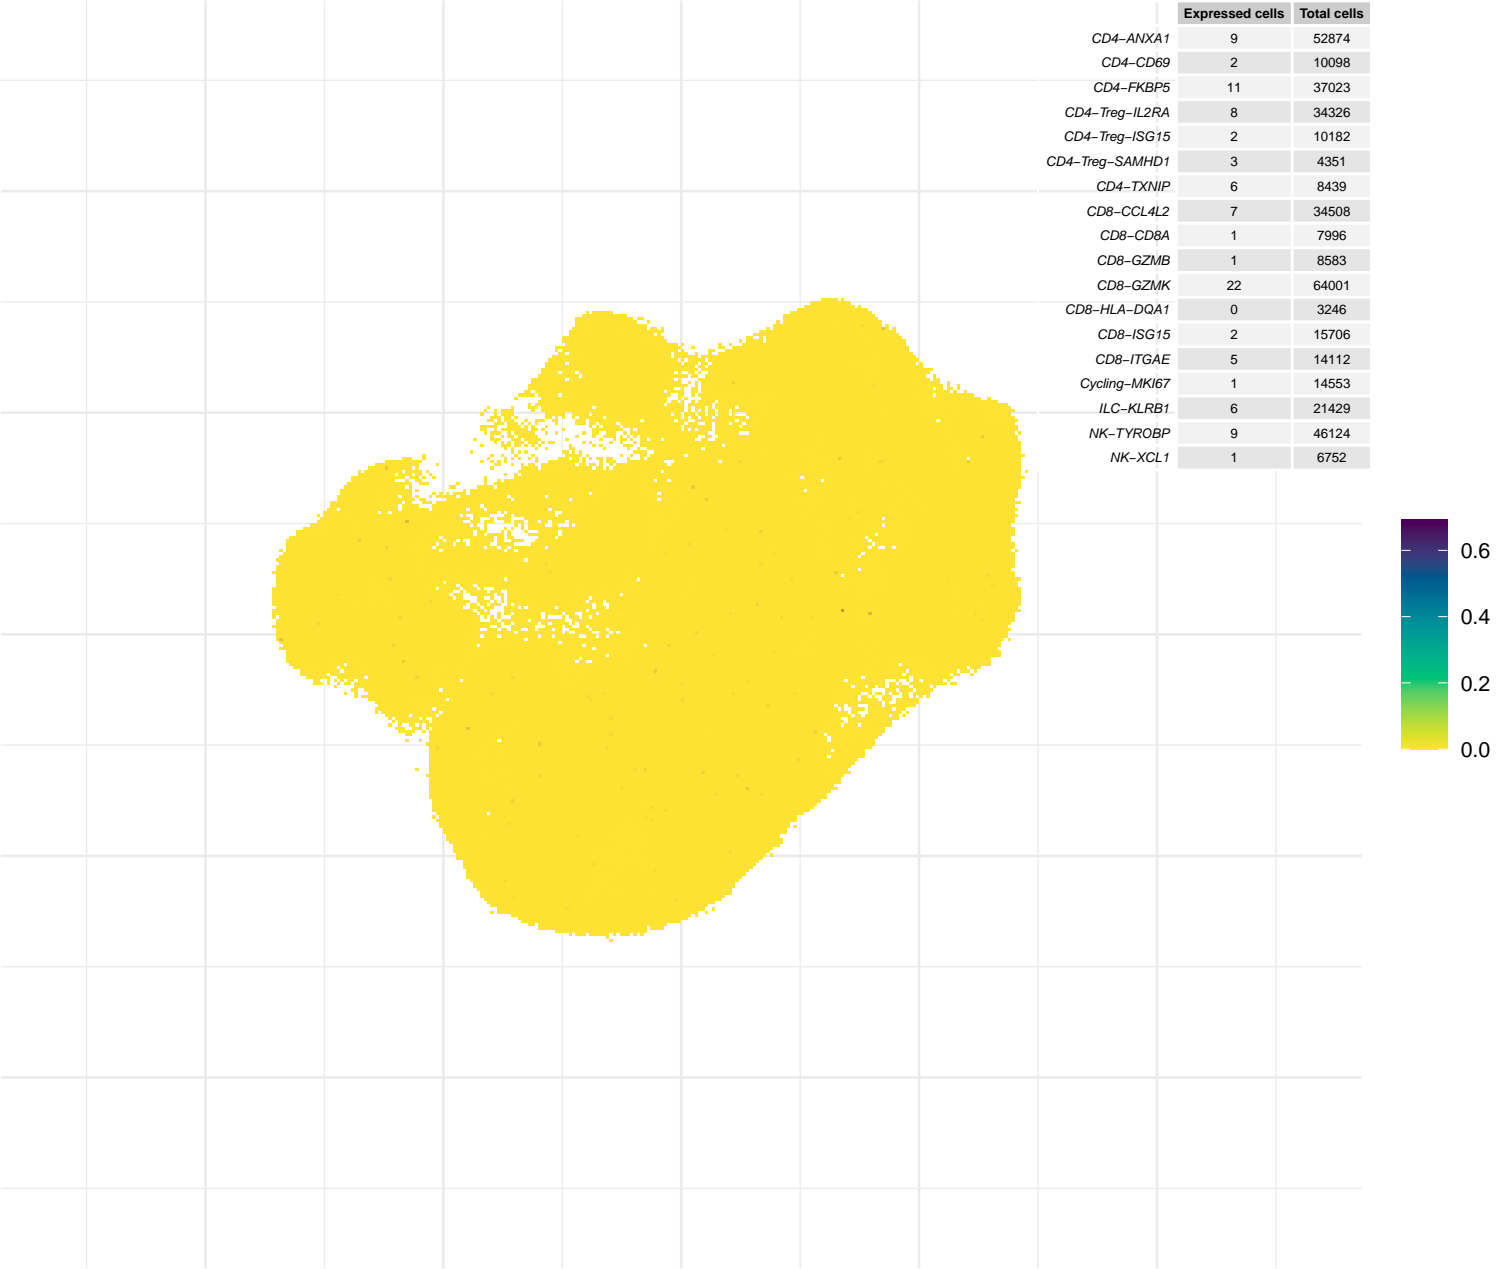 Expressed cells Total cells
CD4−ANXA1 9 52874
CD4−CD69 2 10098
CD4−FKBP5 11 37023
CD4−Treg−IL2RA 8 34326
CD4−Treg−ISG15 2 10182
CD4−Treg−SAMHD1 3 4351
CD4−TXNIP 6 8439
CD8−CCL4L2 7 34508
CD8−CD8A 1 7996
CD8−GZMB 1 8583
CD8−GZMK 22 64001
CD8−HLA−DQA1 0 3246
CD8−ISG15 2 15706
CD8−ITGAE 5 14112
Cycling−MKI67 1 14553
ILC−KLRB1 6 21429
NK−TYROBP 9 46124
NK−XCL1 1 6752
0.6
0.4
0.2
0.0